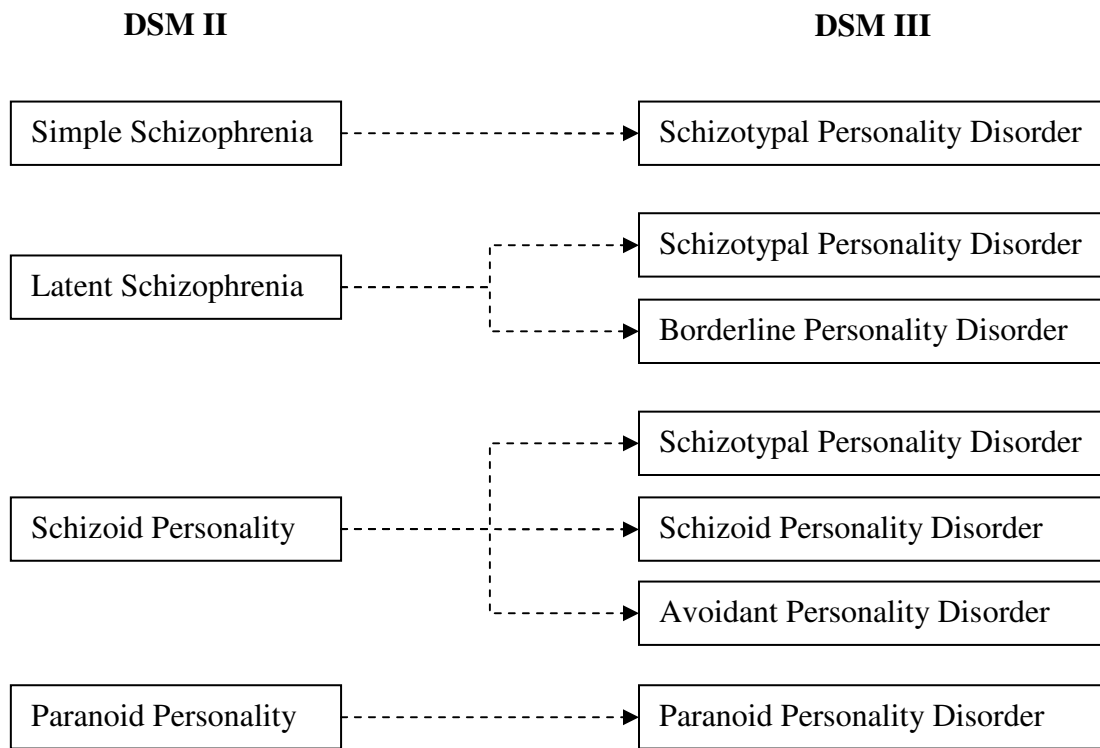 DSM II
DSM III
Simple Schizophrenia
Schizotypal Personality Disorder
Latent Schizophrenia
Schizotypal Personality Disorder
Borderline Personality Disorder
Schizoid Personality
Schizotypal Personality Disorder
Schizoid Personality Disorder
Avoidant Personality Disorder
Paranoid Personality
Paranoid Personality Disorder